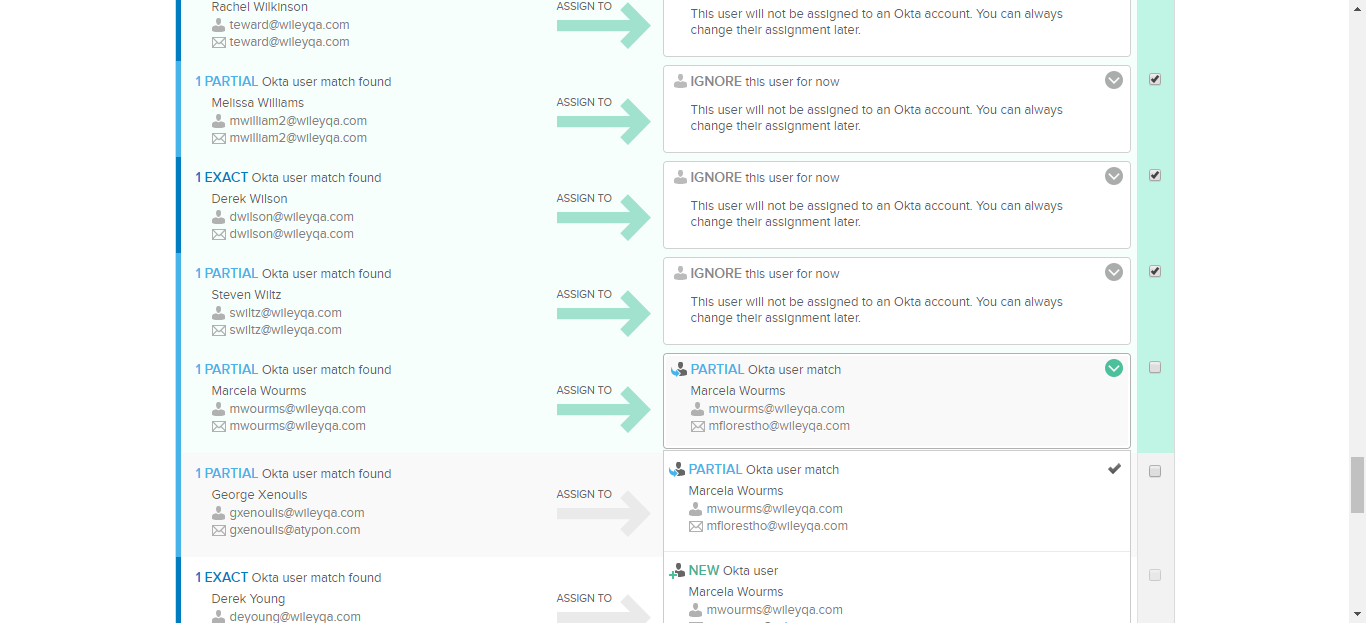 Rachel Wilkinson
teward@wileyqa.com
teward@wileyqa.com
ASSIGN TO
This user will not be assigned to an Okta account. You can always
change their assignment later.
1 PARTIAL Okta user match found
Melissa Williams
mwilliam2@wileyqa.com
mwilliam2@wileyqa.com
ASSIGN TO
IGNORE this user for now
This user will not be assigned to an Okta account. You can always
change their assignment later.
1 EXACT Okta user match found
Derek Wilson
dwilson@wileyqa.com
dwilson@wileyqa.com
ASSIGN TO
IGNORE this user for now
This user will not be assigned to an Okta account. You can always
change their assignment later.
1 PARTIAL Okta user match found
Steven Wiltz
swiltz@wileyqa.com
swiltz@wileyqa.com
ASSIGN TO
IGNORE this user for now
This user will not be assigned to an Okta account. You can always
change their assignment later.
1 PARTIAL Okta user match found
Marcela Wourms
mwourms@wileyqa.com
mwourms@wileyqa.com
ASSIGN TO
PARTIAL Okta user match
Marcela Wourms
mwourms@wileyqa.com
mflorestho@wileyqa.com
1 PARTIAL Okta user match found
George Xenoulis
gxenoulis@wileyqa.com
gxenoulis@atypon.com
ASSIGN TO
PARTIAL Okta user match
Marcela Wourms
mwourms@wileyqa.com
mflorestho@wileyqa.com
1 EXACT Okta user match found
Derek Young
deyoung@wileyqa.com
ASSIGN TO
NEW Okta user
Marcela Wourms
mwourms@wileyqa.com